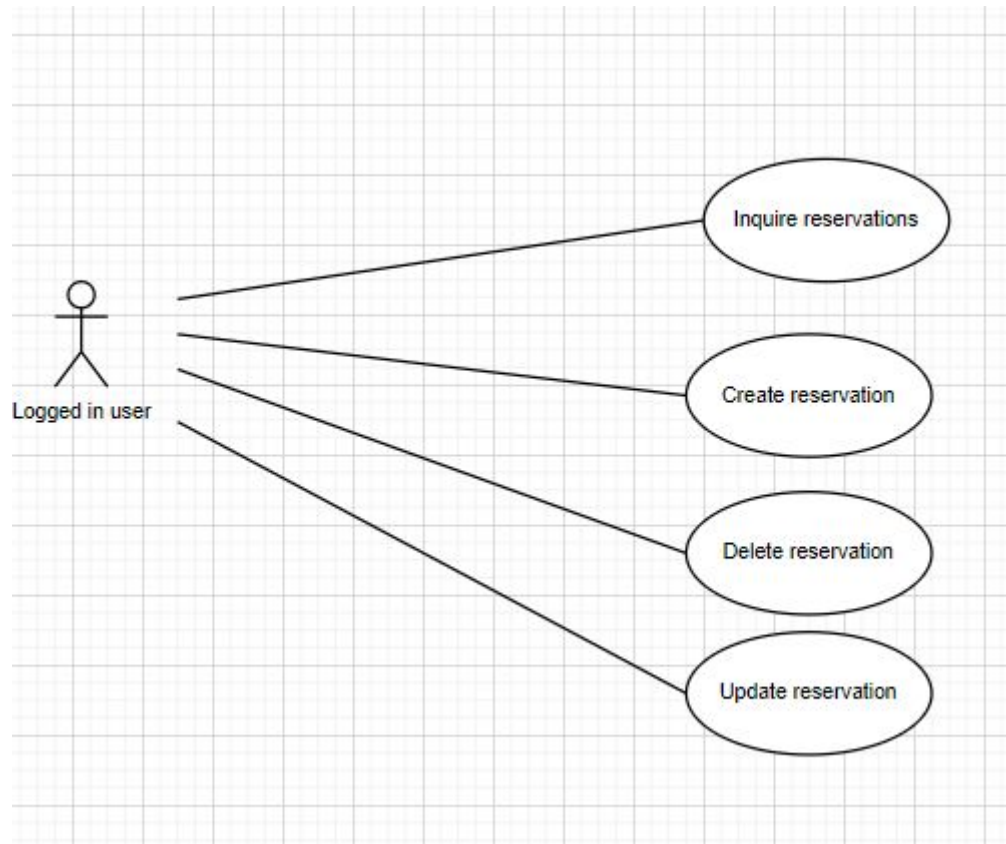 Inquire reservations
Create reservation
Logged in user
Delete reservation
Update reservation